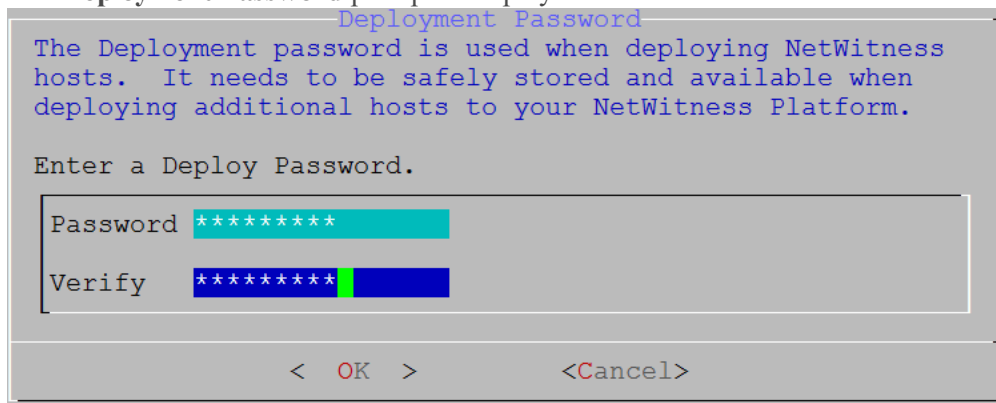 Deployment Password
The Deployment password is used when deploying NetWitness
hosts.  It needs to be safely stored and available when
deploying additional hosts to your NetWitness Platform.
Enter a Deploy Password.
Password *********
Verify *********
<  OK  > <Cancel>